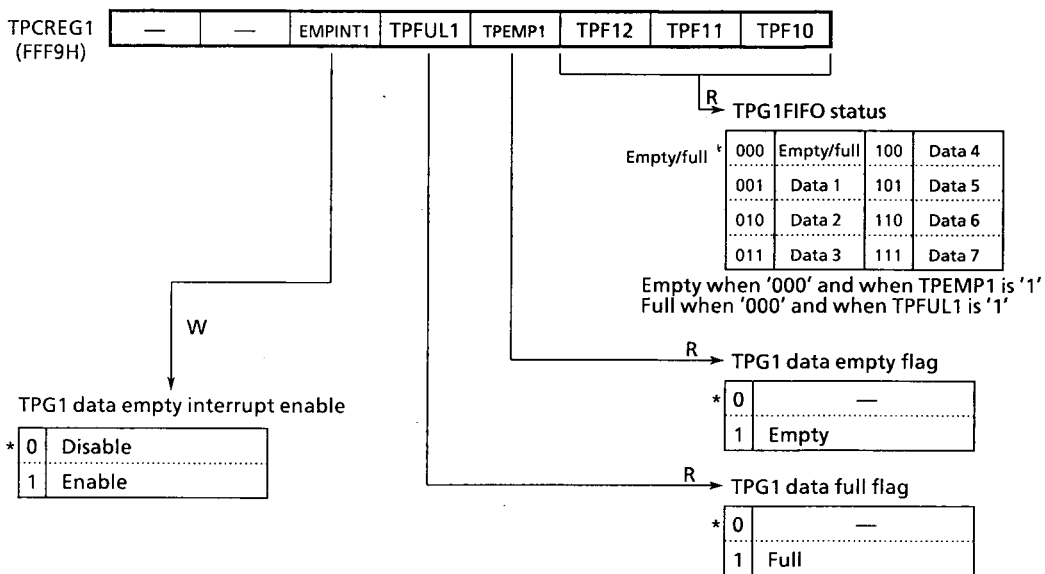 TPCREG1 — — EMPINT1 TPFUL1 TPEMP1 TPF12 TPF11 TPF10
(FFF9H)
R
TPG1FIFO status
Empty/full * 000 Empty/full 100 Data 4
001 Data 1 101 Data 5
010 Data 2 110 Data 6
011 Data 3 111 Data 7
Empty when '000' and when TPEMP1 is '1'
Full when '000' and when TPFUL1 is '1'
W
R
TPG1 data empty flag
* 0 —
1 Empty
TPG1 data empty interrupt enable
* 0 Disable
1 Enable
R
TPG1 data full flag
* 0 —
1 Full